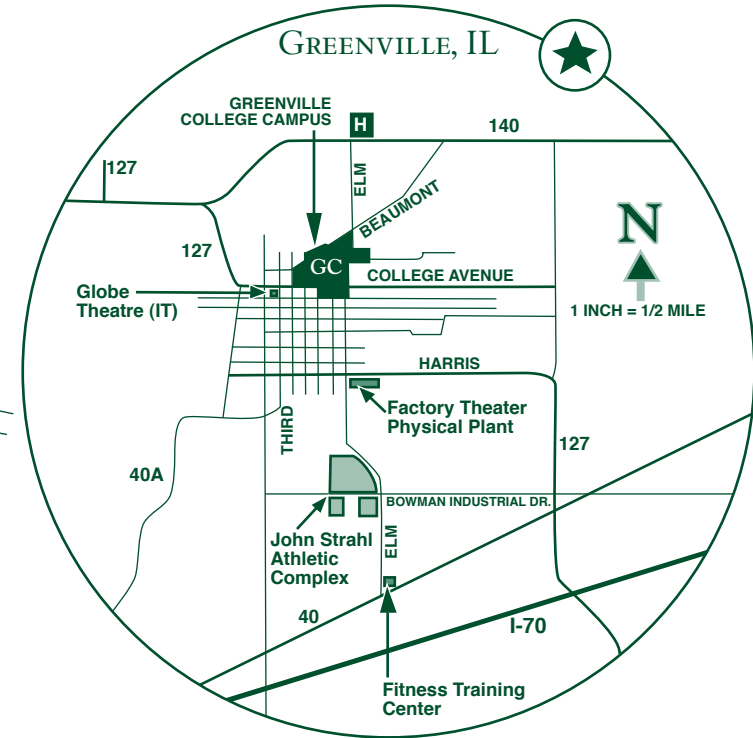 GREENVILLE, IL
GREENVILLE
COLLEGE CAMPUS
H
140
127
ELM
BEAUMONT
N
127
GC
COLLEGE AVENUE
Globe
Theatre (IT)
1 INCH = 1/2 MILE
HARRIS
Factory Theater
Physical Plant
THIRD
127
40A
BOWMAN INDUSTRIAL DR.
John Strahl
Athletic
Complex
ELM
40
I-70
Fitness Training
Center